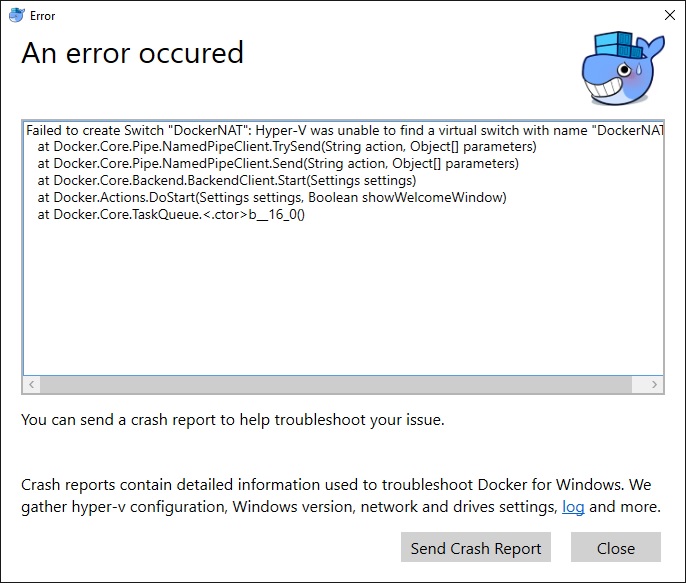 Error
An error occured
Failed to create Switch "DockerNAT": Hyper-V was unable to find a virtual switch with name "DockerNAT
at Docker.Core.Pipe.NamedPipeClient.TrySend(String action, Object[] parameters)
at Docker.Core.Pipe.NamedPipeClient.Send(String action, Object[] parameters)
at Docker.Core.Backend.BackendClient.Start(Settings settings)
at Docker.Actions.DoStart(Settings settings, Boolean showWelcomeWindow)
at Docker.Core.TaskQueue.<.ctor>b__16_0()
You can send a crash report to help troubleshoot your issue.
Crash reports contain detailed information used to troubleshoot Docker for Windows. We
gather hyper-v configuration, Windows version, network and drives settings, log and more.
Send Crash Report
Close